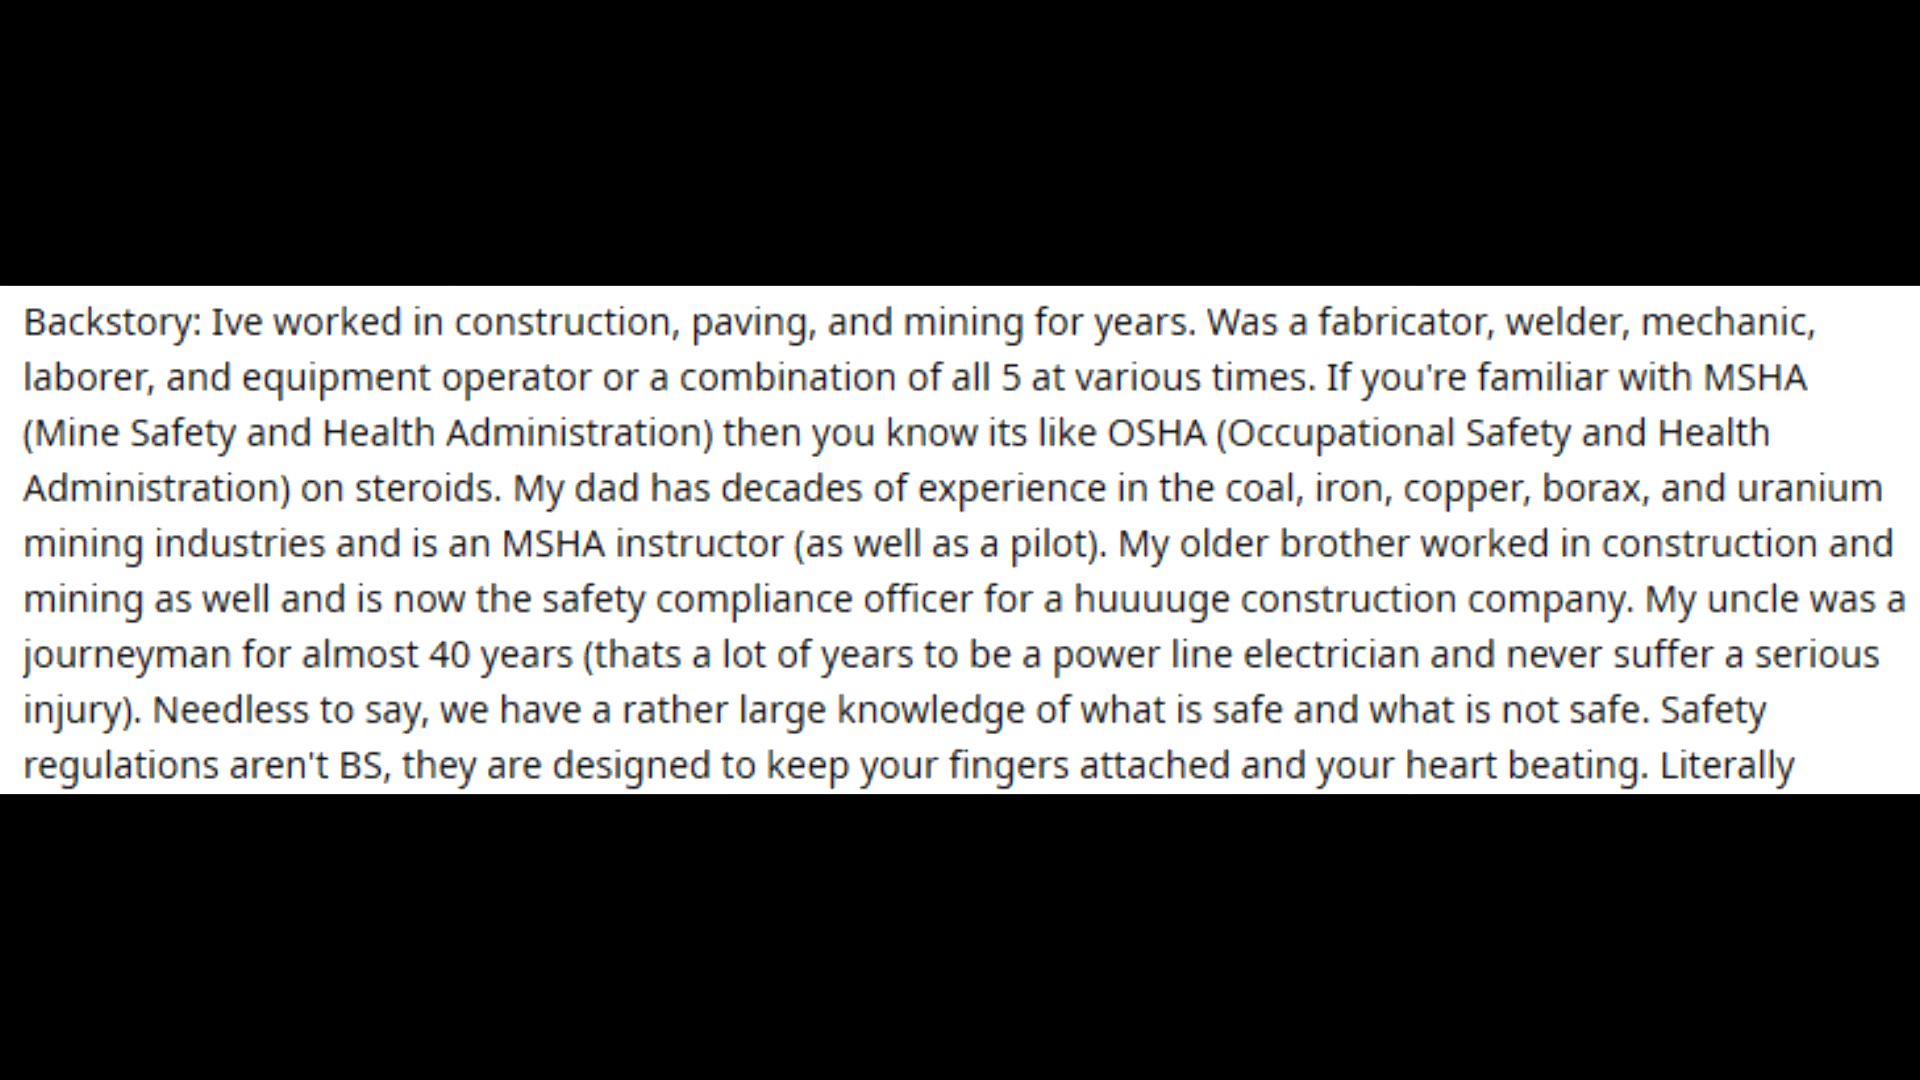 Backstory: Ive worked in construction, paving, and mining for years. Was a fabricator, welder, mechanic,
laborer, and equipment operator or a combination of all 5 at various times. If you're familiar with MSHA
(Mine Safety and Health Administration) then you know its like OSHA (Occupational Safety and Health
Administration) on steroids. My dad has decades of experience in the coal, iron, copper, borax, and uranium
mining industries and is an MSHA instructor (as well as a pilot). My older brother worked in construction and
mining as well and is now the safety compliance officer for a huuuuge construction company. My uncle was a
journeyman for almost 40 years (thats a lot of years to be a power line electrician and never suffer a serious
injury). Needless to say, we have a rather large knowledge of what is safe and what is not safe. Safety
regulations aren't BS, they are designed to keep your fingers attached and your heart beating. Literally